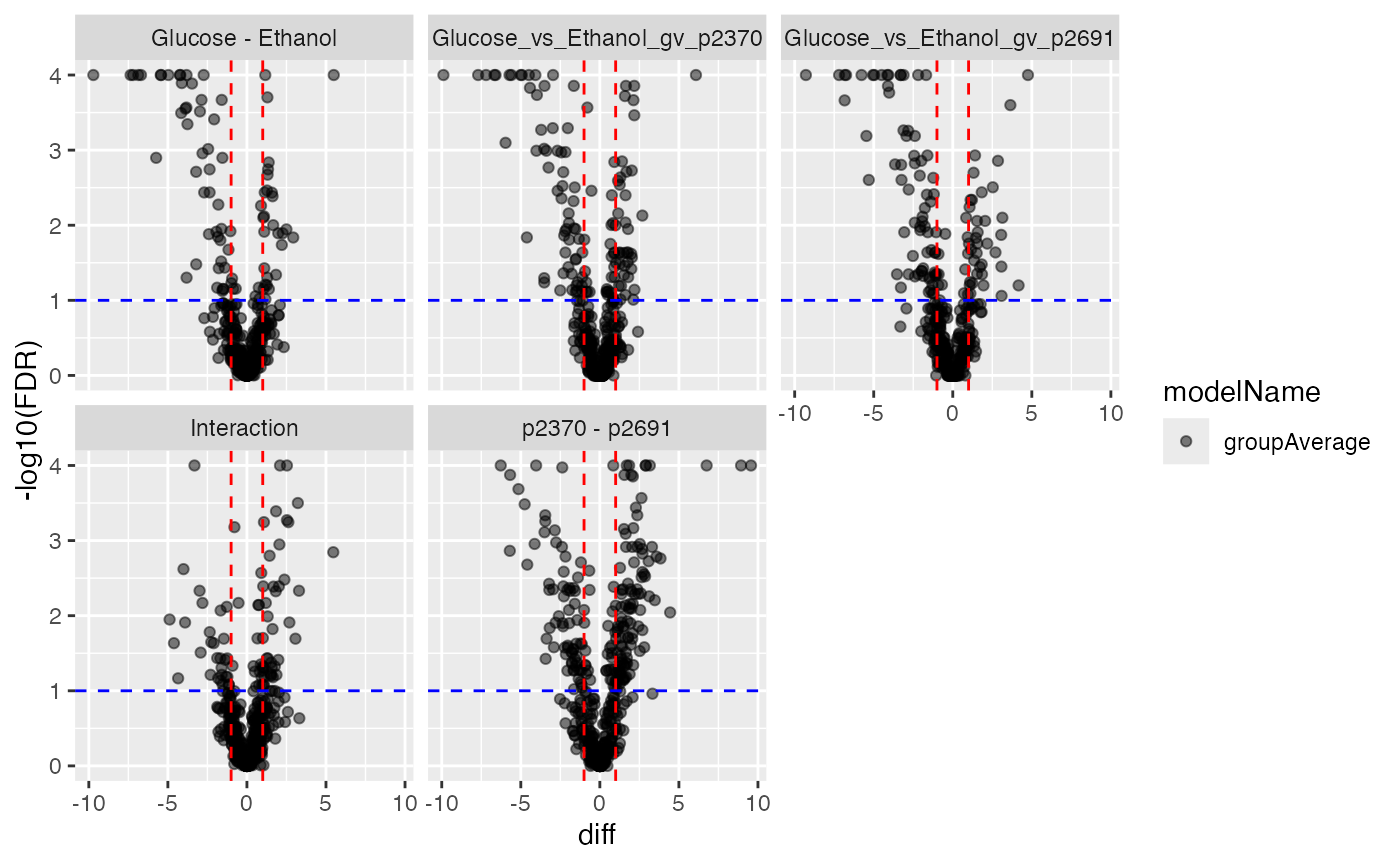 Glucose - Ethanol
Glucose_vs_Ethanol_gv_p2370
Glucose_vs_Ethanol_gv_p2691
4
3
2
1
0
-10 -5 0 5 10
Interaction
p2370 - p2691
4
3
2
1
0
-10 -5 0 5 10
-10 -5 0 5 10
diff
-log10(FDR)
modelName
groupAverage